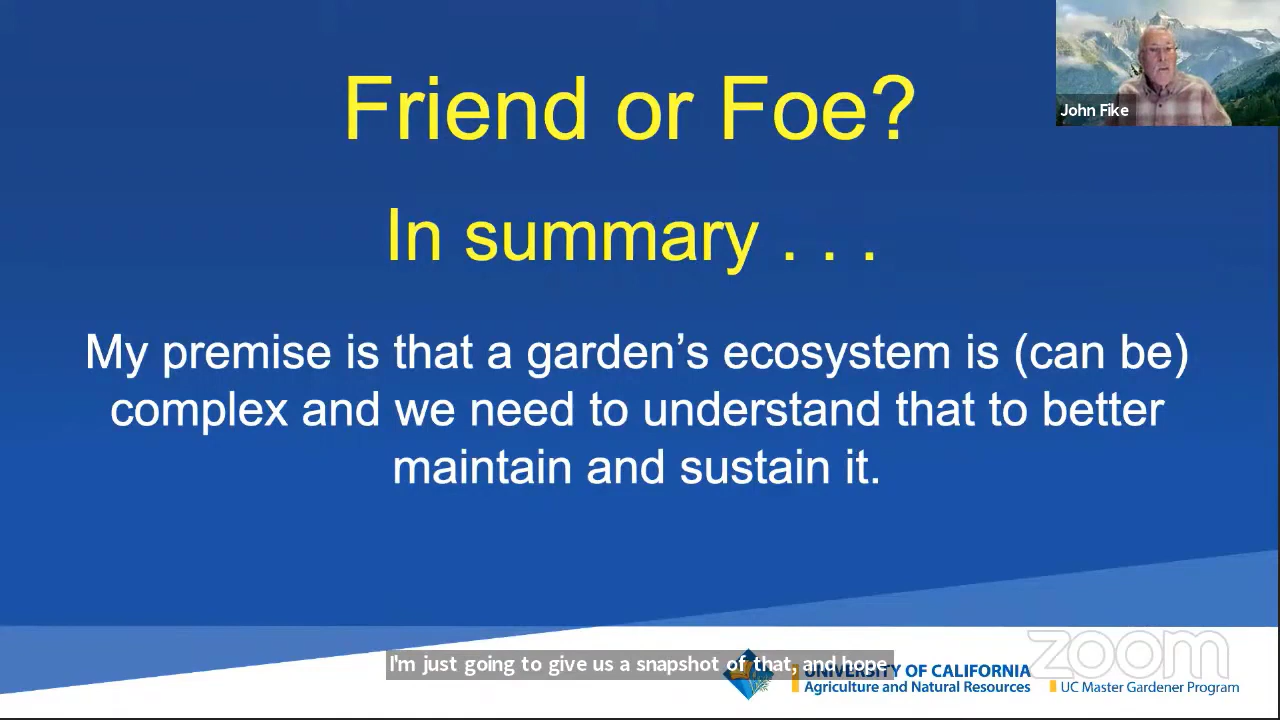 Friend or Foe?
John Fike
In summary . . .
My premise is that a garden’s ecosystem is (can be)
complex and we need to understand that to better
maintain and sustain it.
I'm just going to give us a snapshot of that, and hope
UNIVERSITY OF CALIFORNIA
Agriculture and Natural Resources
UC Master Gardener Program
zoom